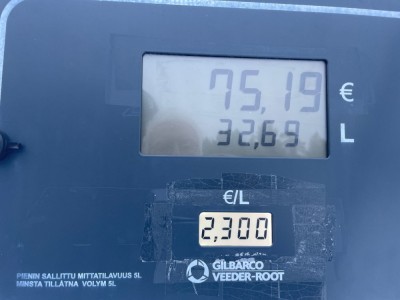 75,19 €
32,69 L
€/L
2,300
GILBARCO
VEEDER-ROOT
PIENIN SALLITTU MITTATILAVUUS 5L
MINSTA TILLÅTNA VOLYM 5L